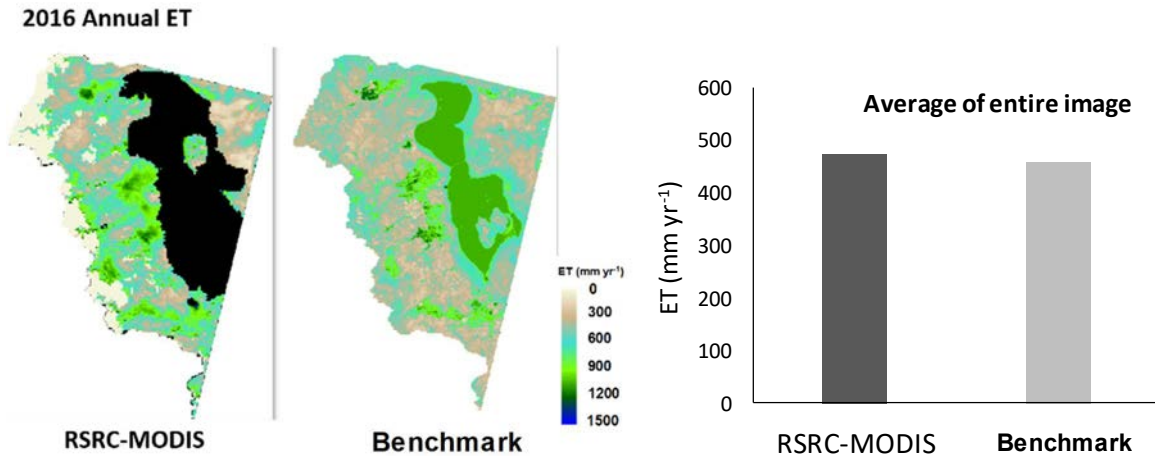 2016 Annual ET
RSRC-MODIS
Benchmark
ET (mm yr-1)
0
300
600
900
1200
1500
Average of entire image
ET (mm yr-1)
600
500
400
300
200
100
0
RSRC-MODIS
Benchmark